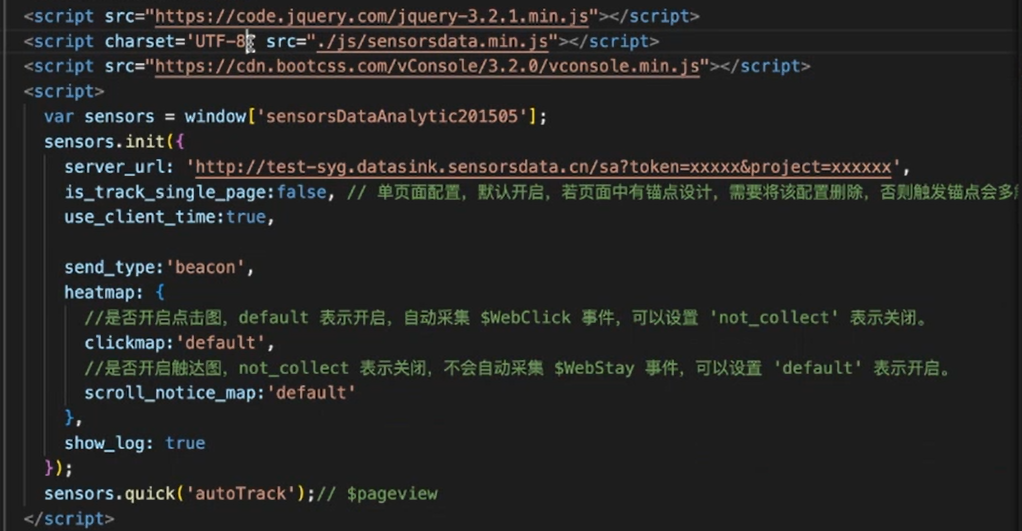 <script src="https://code.jquery.com/jquery-3.2.1.min.js"></script>
<script charset='UTF-8' src="./js/sensorsdata.min.js"></script>
<script src="https://cdn.bootcss.com/vConsole/3.2.0/vconsole.min.js"></script>
<script>
var sensors = window['sensorsDataAnalytic201505'];
sensors.init({
server_url: 'http://test-syg.datasink.sensorsdata.cn/sa?token=xxxxx&project=xxxxxx',
is_track_single_page:false, // 单页面配置，默认开启，若页面中有锚点设计，需要将该配置删除，否则触发锚点会多
use_client_time:true,
send_type:'beacon',
heatmap: {
//是否开启点击图，default 表示开启，自动采集 $WebClick 事件，可以设置 'not_collect' 表示关闭。
clickmap:'default',
//是否开启触达图，not_collect 表示关闭，不会自动采集 $WebStay 事件，可以设置 'default' 表示开启。
scroll_notice_map:'default'
},
show_log: true
});
sensors.quick('autoTrack');// $pageview
</script>